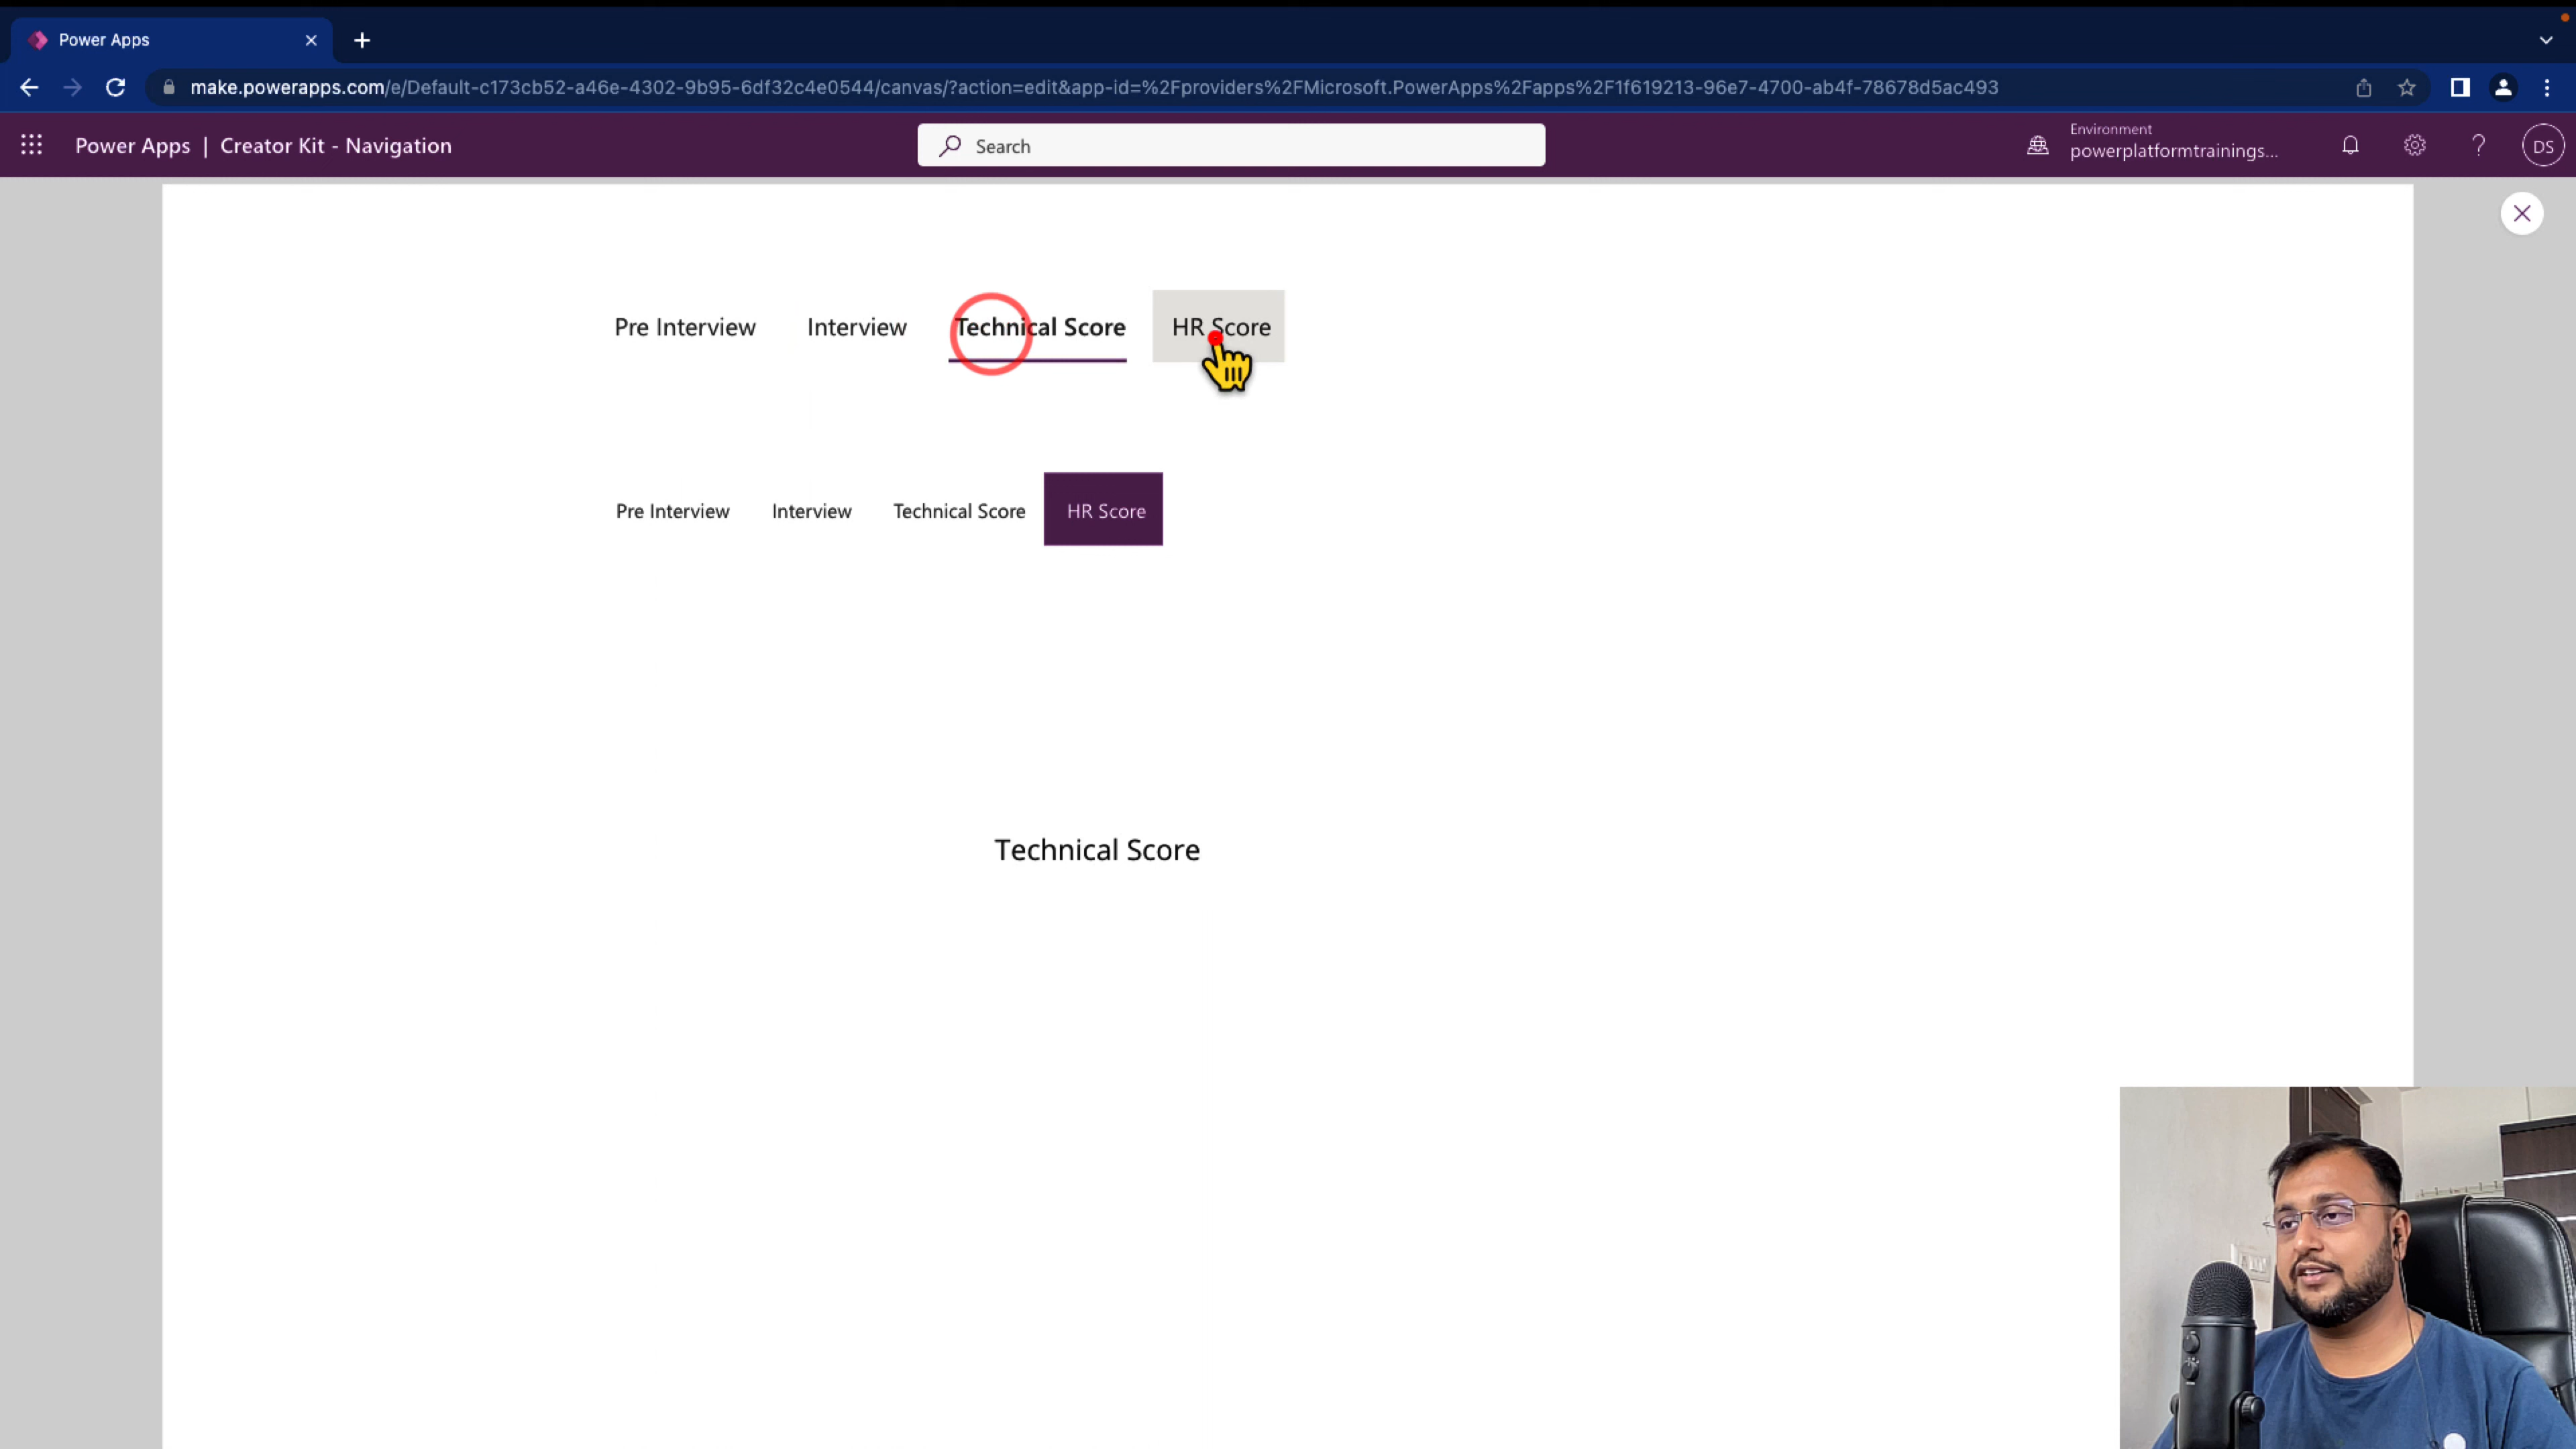 Power Apps
make.powerapps.com/e/Default-c173cb52-a46e-4302-9b95-6df32c4e0544/canvas/?action=edit&app-id=%2Fproviders%2FMicrosoft.PowerApps%2Fapps%2F1f619213-96e7-4700-ab4f-78678d5ac493
Power Apps | Creator Kit - Navigation
Search
Environment
powerplatformtrainings...
DS
Pre Interview Interview Technical Score HR Score
Pre Interview Interview Technical Score HR Score
Technical Score